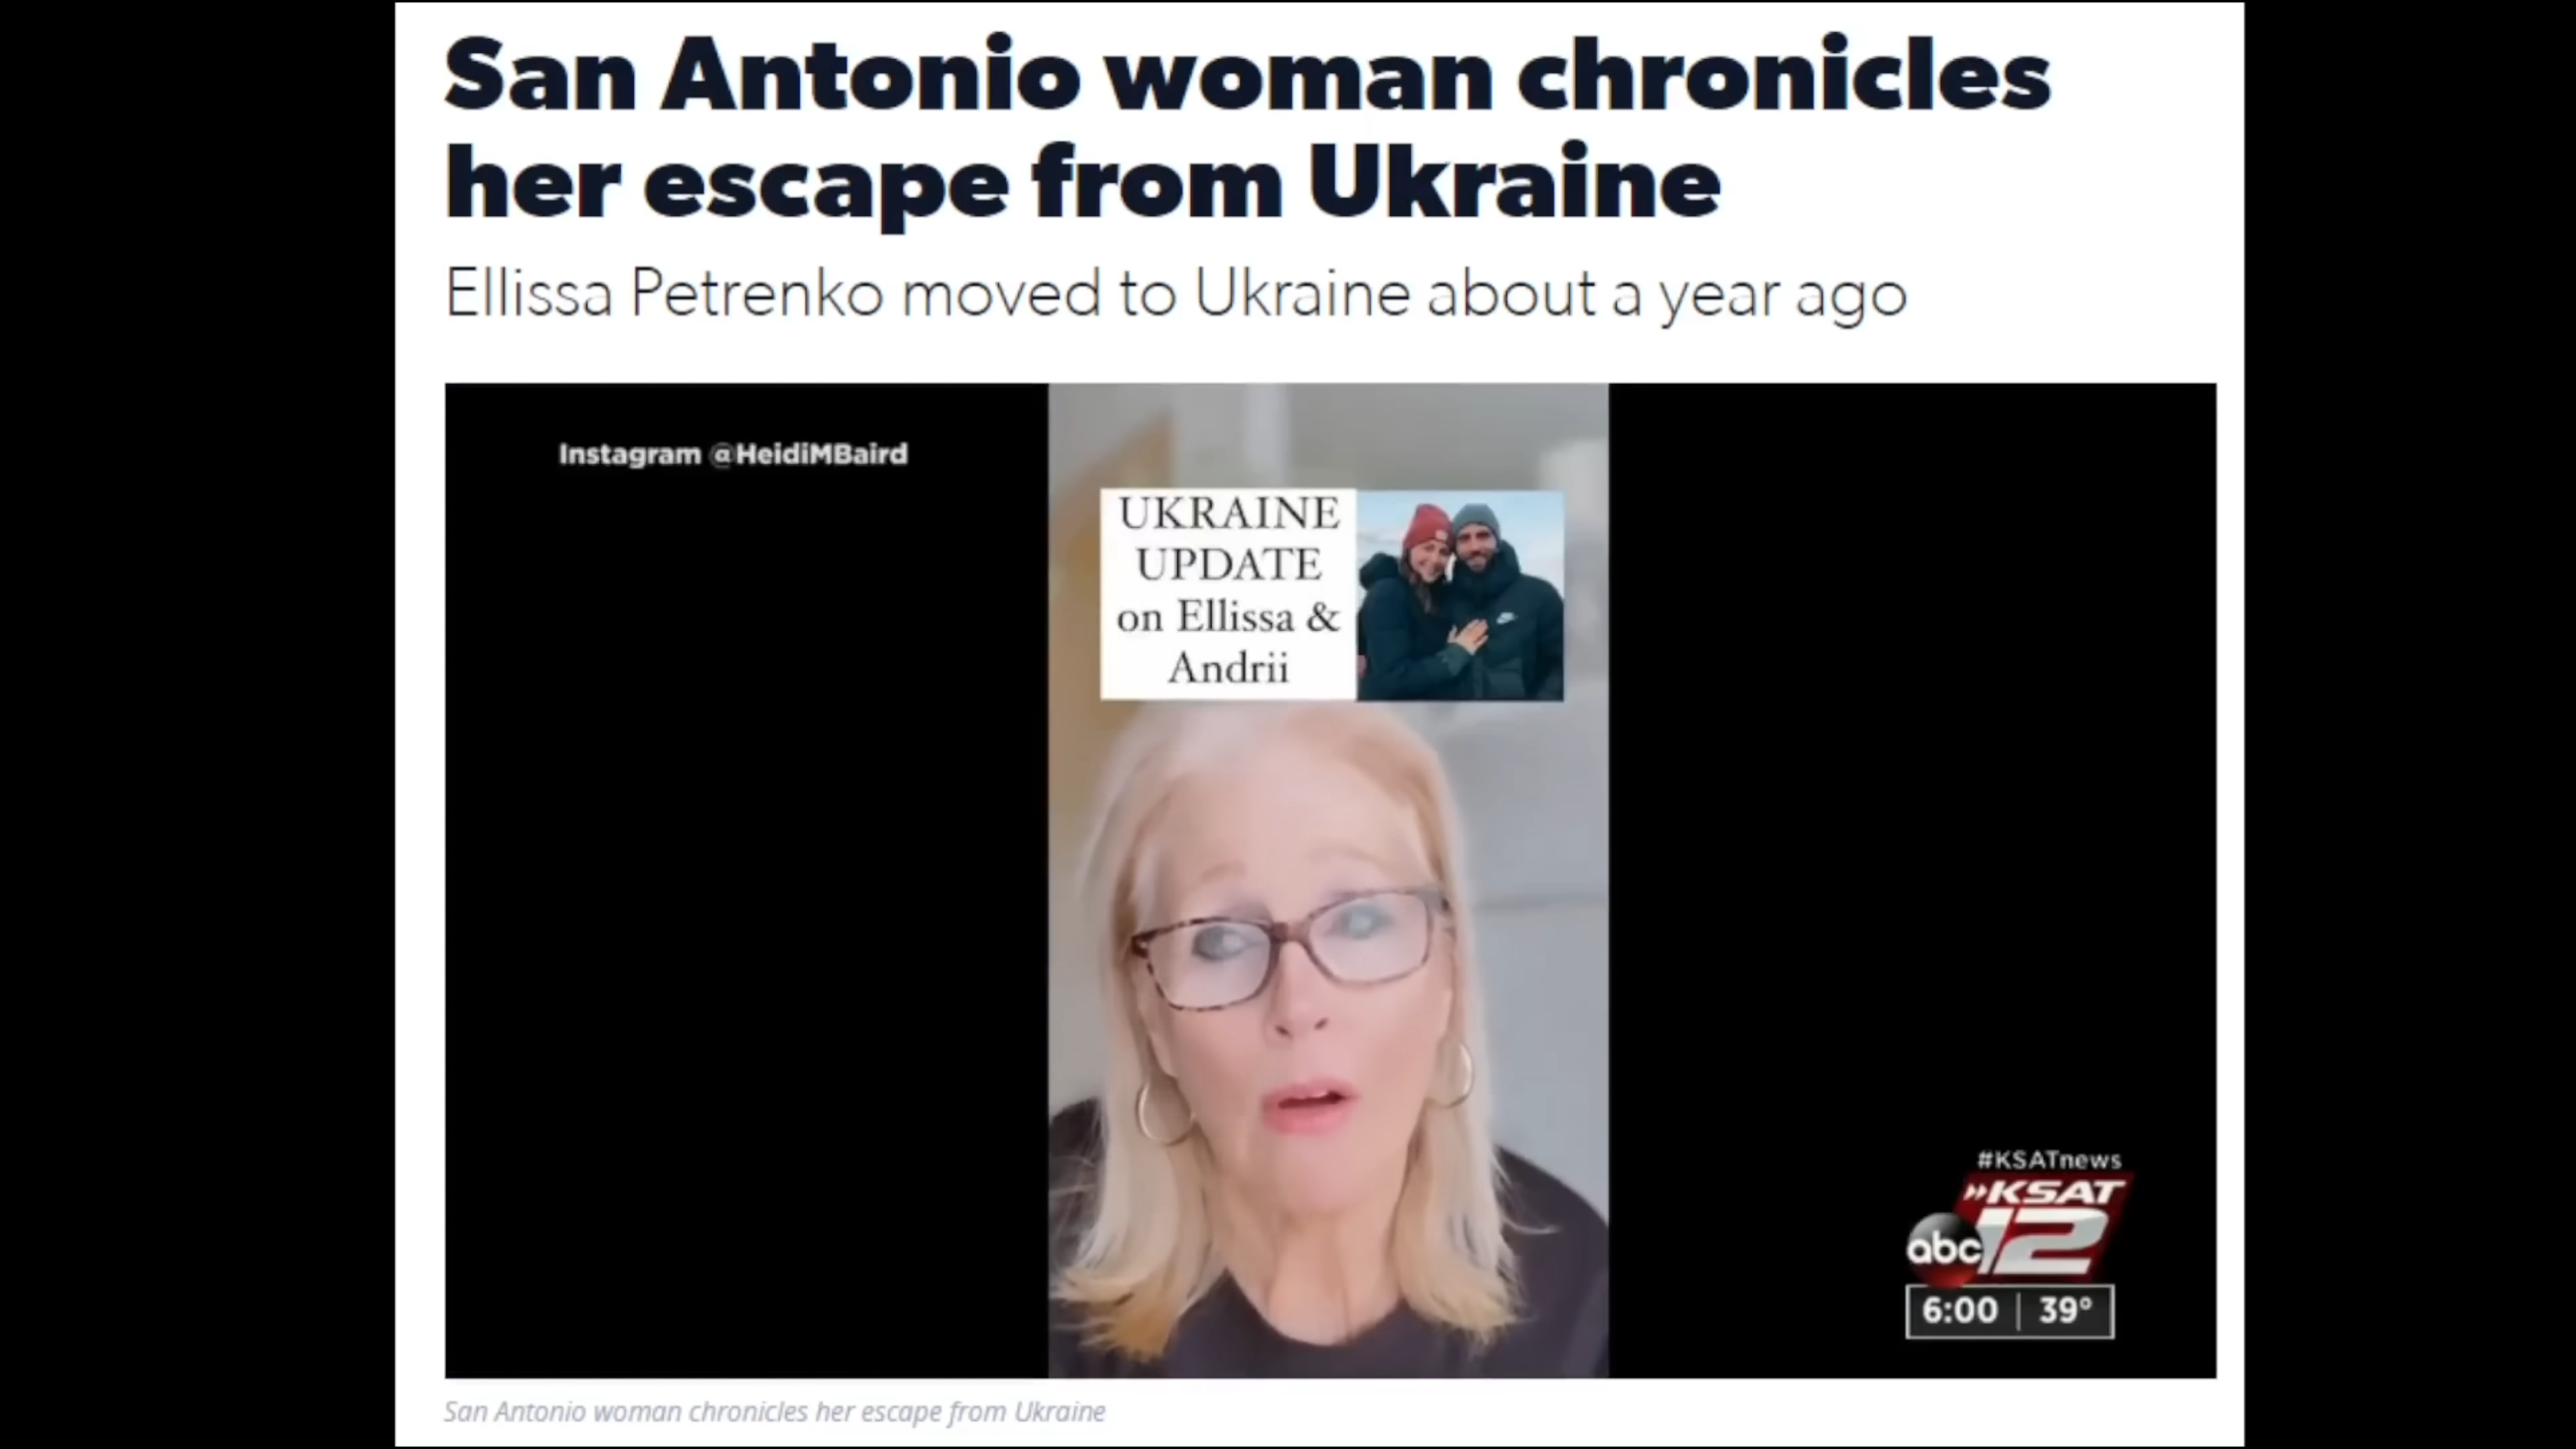 San Antonio woman chronicles
her escape from Ukraine
Ellissa Petrenko moved to Ukraine about a year ago
Instagram @HeidiMBaird
UKRAINE
UPDATE
on Ellissa &
Andrii
#KSATnews
»KSAT
abc 12
6:00 | 39°
San Antonio woman chronicles her escape from Ukraine